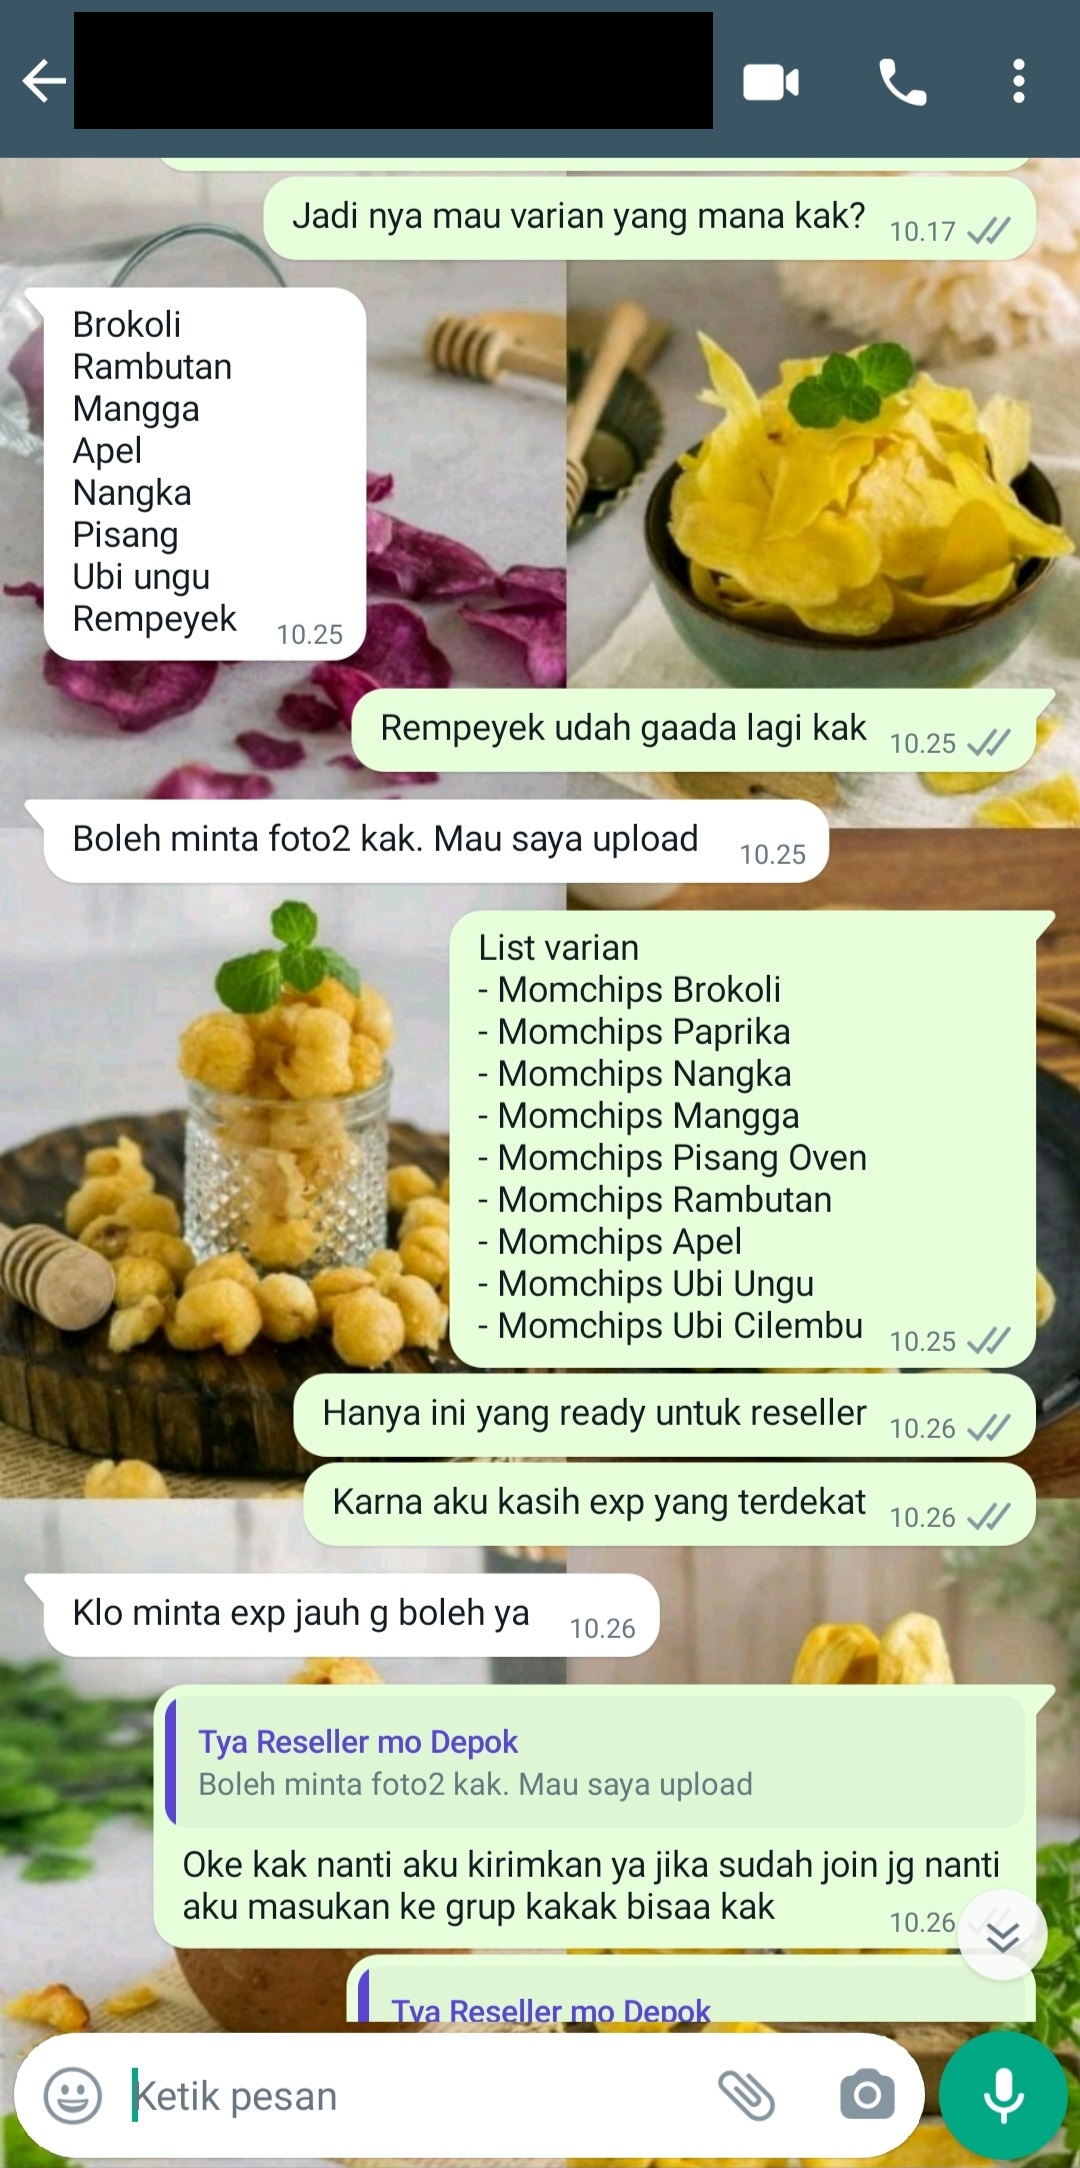 Jadi nya mau varian yang mana kak? 10.17
Brokoli
Rambutan
Mangga
Apel
Nangka
Pisang
Ubi ungu
Rempeyek 10.25
Rempeyek udah gaada lagi kak 10.25
Boleh minta foto2 kak. Mau saya upload 10.25
List varian
- Momchips Brokoli
- Momchips Paprika
- Momchips Nangka
- Momchips Mangga
- Momchips Pisang Oven
- Momchips Rambutan
- Momchips Apel
- Momchips Ubi Ungu
- Momchips Ubi Cilembu 10.25
Hanya ini yang ready untuk reseller 10.26
Karna aku kasih exp yang terdekat 10.26
Klo minta exp jauh g boleh ya 10.26
Tya Reseller mo Depok
Boleh minta foto2 kak. Mau saya upload
Oke kak nanti aku kirimkan ya jika sudah join jg nanti
aku masukan ke grup kakak bisaa kak 10.26
Tya Reseller mo Depok
Ketik pesan